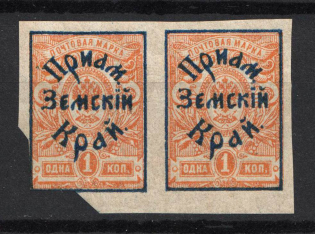 ПОЧТОВАЯ МАРКА ПОЧТОВАЯ МАРКА
Приам. Приам.
Земскій Земскій
Край. Край.
1 1
ОДНА КОП. ОДНА КОП.